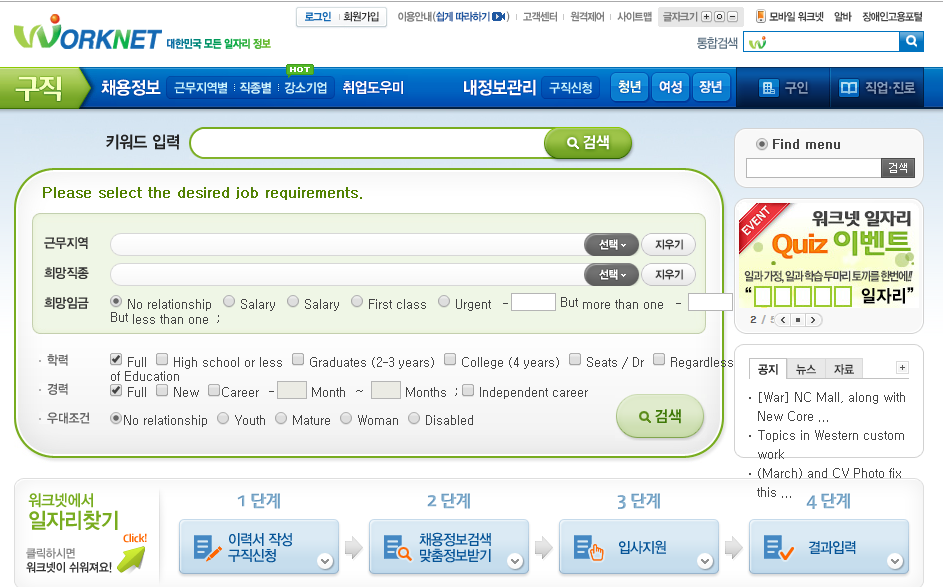 로그인 | 회원가입 이용안내(쉽게 따라하기) | 고객센터 | 원격제어 | 사이트맵 글자크기 + o − 모바일 워크넷 알바 장애인고용포털
WORKNET 대한민국 모든 일자리 정보
통합검색
HOT
구직 채용정보 근무지역별 직종별 강소기업 취업도우미 내정보관리 구직신청 청년 여성 장년 구인 직업·진로
키워드 입력 검색
Please select the desired job requirements.
근무지역 선택 지우기
희망직종 선택 지우기
희망임금 No relationship Salary Salary First class Urgent - But more than one -
But less than one ;
· 학력 Full High school or less Graduates (2-3 years) College (4 years) Seats / Dr Regardless
of Education
· 경력 Full New Career - Month ~ Months ; Independent career
· 우대조건 No relationship Youth Mature Woman Disabled
검색
Find menu
검색
EVENT
워크넷 일자리
Quiz 이벤트
일과 가정, 일과 학습 두마리 토끼를 한번에!!
“ 일자리”
2 / 5
공지 뉴스 자료 +
· [War] NC Mall, along with
New Core ...
· Topics in Western custom
work
· (March) and CV Photo fix
this ...
워크넷에서
일자리찾기
Click!
클릭하시면
워크넷이 쉬워져요!
1 단계
이력서 작성
구직신청
2 단계
채용정보검색
맞춤정보받기
3 단계
입사지원
4 단계
결과입력